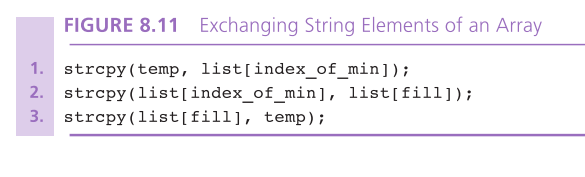 FIGURE 8.11 Exchanging String Elements of an Array
1. strcpy(temp, list[index_of_min]);
2. strcpy(list[index_of_min], list[fill]);
3. strcpy(list[fill], temp);